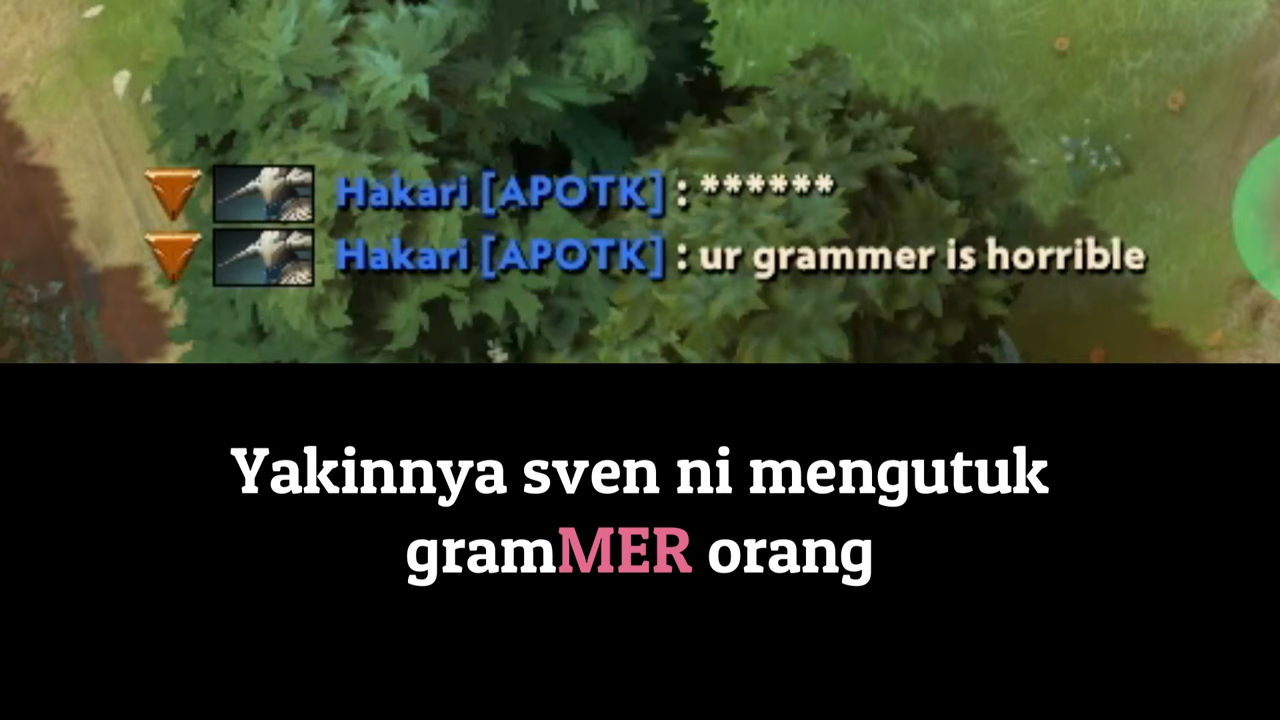 Hakari [APOTK] : ******
Hakari [APOTK] : ur grammer is horrible
Yakinnya sven ni mengutuk
gramMER orang